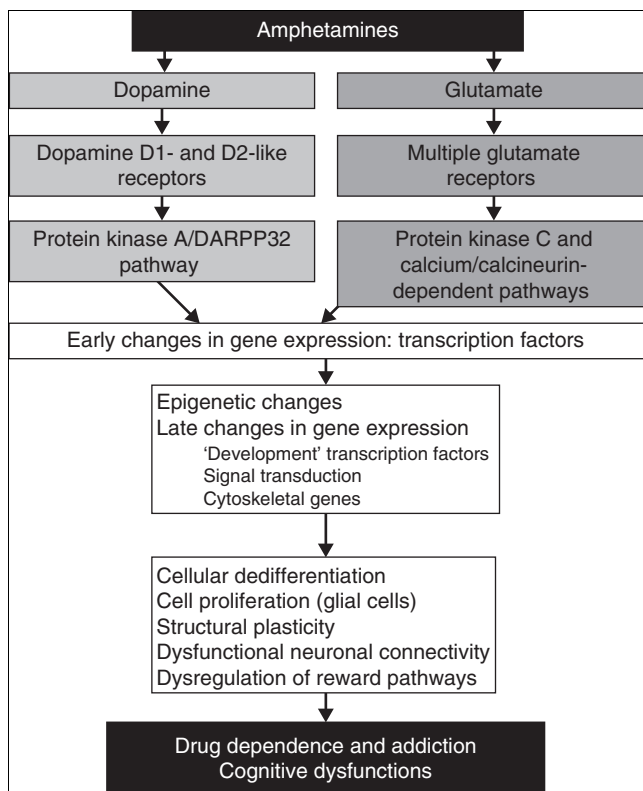 Amphetamines
Dopamine
Glutamate
Dopamine D1- and D2-like
receptors
Multiple glutamate
receptors
Protein kinase A/DARPP32
pathway
Protein kinase C and
calcium/calcineurin-
dependent pathways
Early changes in gene expression: transcription factors
Epigenetic changes
Late changes in gene expression
‘Development’ transcription factors
Signal transduction
Cytoskeletal genes
Cellular dedifferentiation
Cell proliferation (glial cells)
Structural plasticity
Dysfunctional neuronal connectivity
Dysregulation of reward pathways
Drug dependence and addiction
Cognitive dysfunctions